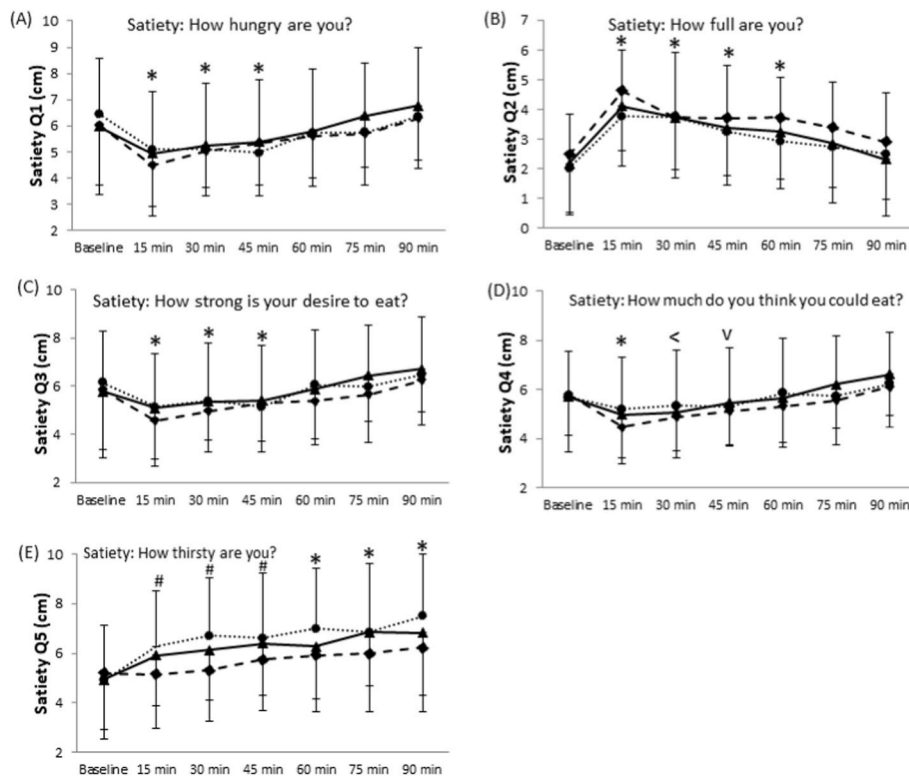 (A) 10 Satiety: How hungry are you?
9
8
7
6
5
4
3
2
* * *
Satiety Q1 (cm)
Baseline 15 min 30 min 45 min 60 min 75 min 90 min
(B) 7 Satiety: How full are you?
6
5
4
3
2
1
0
* * * *
Satiety Q2 (cm)
Baseline 15 min 30 min 45 min 60 min 75 min 90 min
(C) 10 Satiety: How strong is your desire to eat?
8
6
4
2
* * *
Satiety Q3 (cm)
Baseline 15 min 30 min 45 min 60 min 75 min 90 min
(D) 10 Satiety: How much do you think you could eat?
8
6
4
2
* < v
Satiety Q4 (cm)
Baseline 15 min 30 min 45 min 60 min 75 min 90 min
(E) 10 Satiety: How thirsty are you?
8
6
4
2
# # # * * *
Satiety Q5 (cm)
Baseline 15 min 30 min 45 min 60 min 75 min 90 min